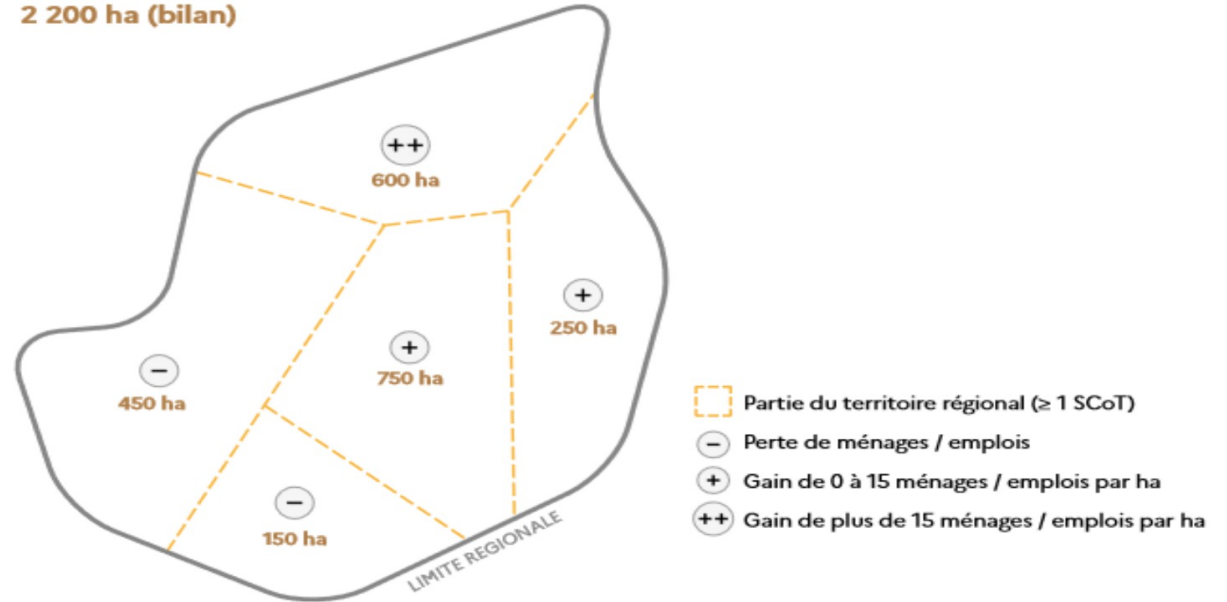 2 200 ha (bilan)
++
600 ha
+
250 ha
+
750 ha
−
450 ha
−
150 ha
LIMITE REGIONALE
Partie du territoire régional (≥ 1 SCoT)
− Perte de ménages / emplois
+ Gain de 0 à 15 ménages / emplois par ha
++ Gain de plus de 15 ménages / emplois par ha